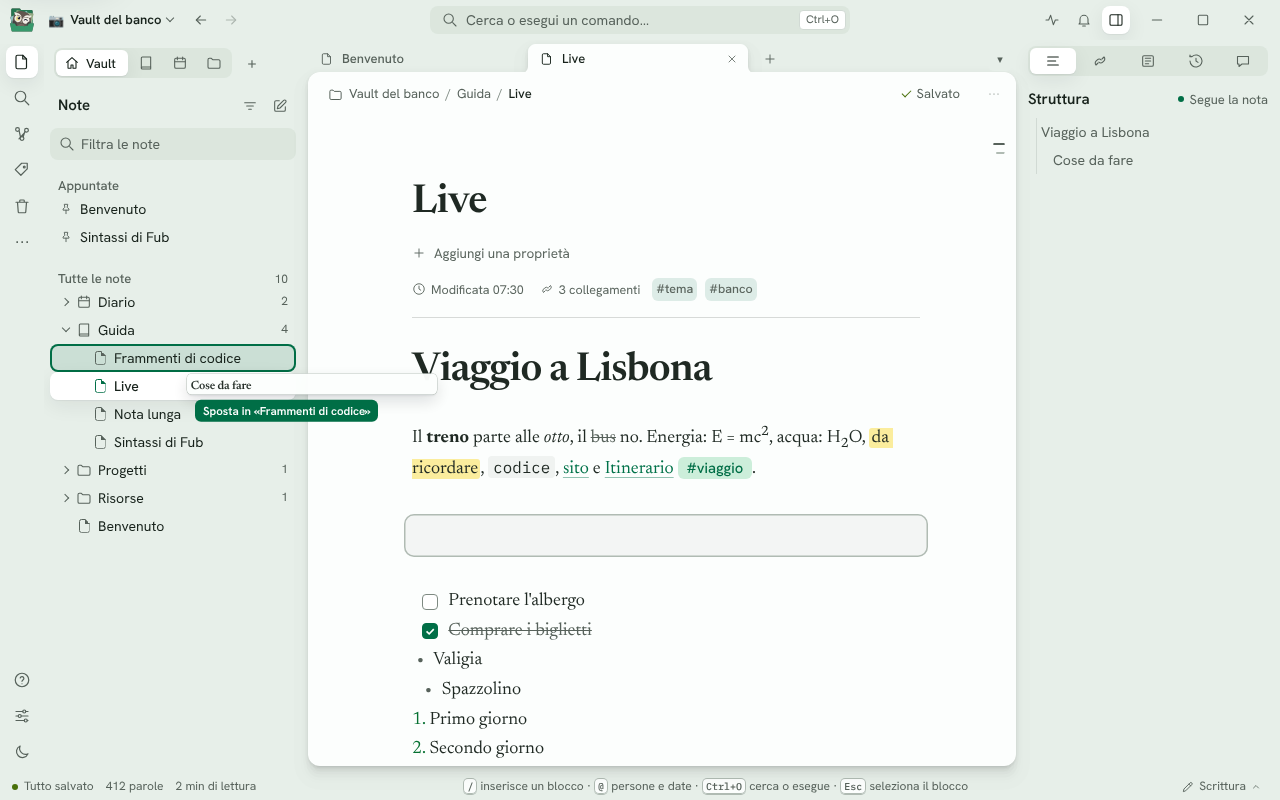 Vault del banco
Cerca o esegui un comando...
Ctrl+O
Vault
Benvenuto
Live
Note
Filtra le note
Appuntate
Benvenuto
Sintassi di Fub
Tutte le note 10
Diario 2
Guida 4
Frammenti di codice
Live
Cose da fare
Sposta in «Frammenti di codice»
Nota lunga
Sintassi di Fub
Progetti 1
Risorse 1
Benvenuto
Vault del banco / Guida / Live
Salvato
Live
Aggiungi una proprietà
Modificata 07:30 3 collegamenti #tema #banco
Viaggio a Lisbona
Il treno parte alle otto, il bus no. Energia: E = mc², acqua: H₂O, da
ricordare, codice, sito e Itinerario #viaggio.
Prenotare l'albergo
Comprare i biglietti
• Valigia
• Spazzolino
1. Primo giorno
2. Secondo giorno
Struttura
Segue la nota
Viaggio a Lisbona
Cose da fare
Tutto salvato 412 parole 2 min di lettura
/ inserisce un blocco · @ persone e date · Ctrl+O cerca o esegue · Esc seleziona il blocco
Scrittura